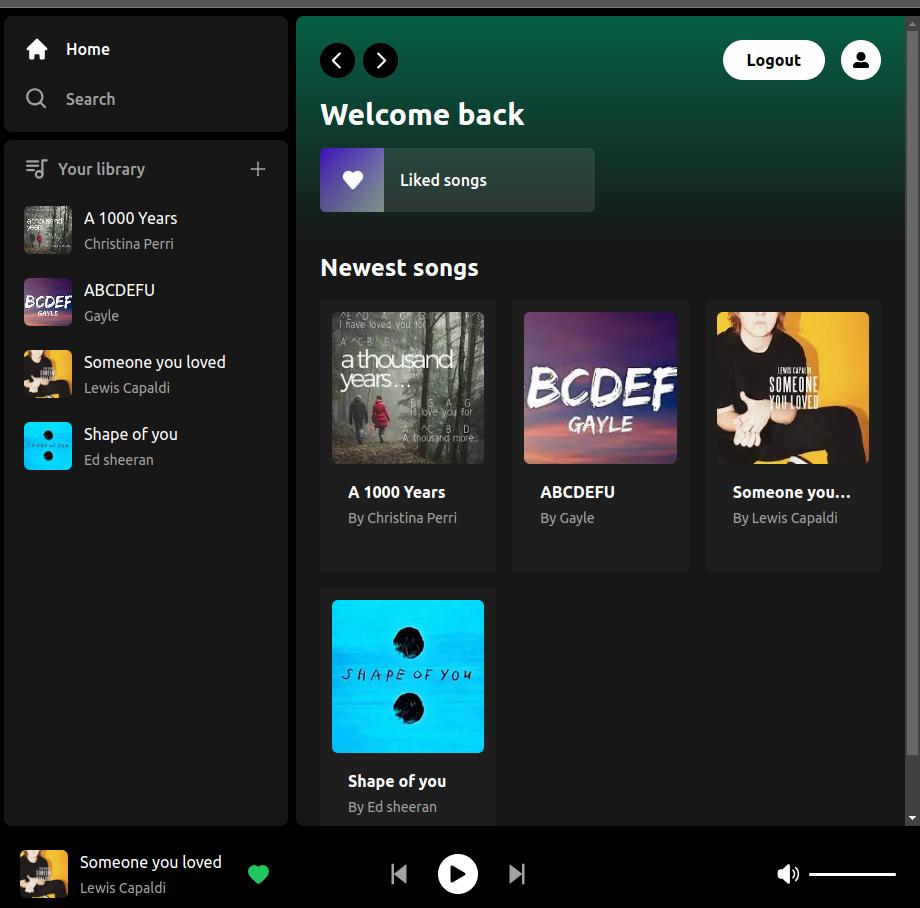 Home
Search
Your library
A 1000 Years
Christina Perri
ABCDEFU
Gayle
Someone you loved
Lewis Capaldi
Shape of you
Ed sheeran
Logout
Welcome back
Liked songs
Newest songs
I have loved you for
a thousand
years...
I'll love you for
A thousand more..
A 1000 Years
By Christina Perri
BCDEF
GAYLE
ABCDEFU
By Gayle
LEWIS CAPALDI
SOMEONE
YOU LOVED
Someone you...
By Lewis Capaldi
SHAPE OF YOU
Shape of you
By Ed sheeran
Someone you loved
Lewis Capaldi